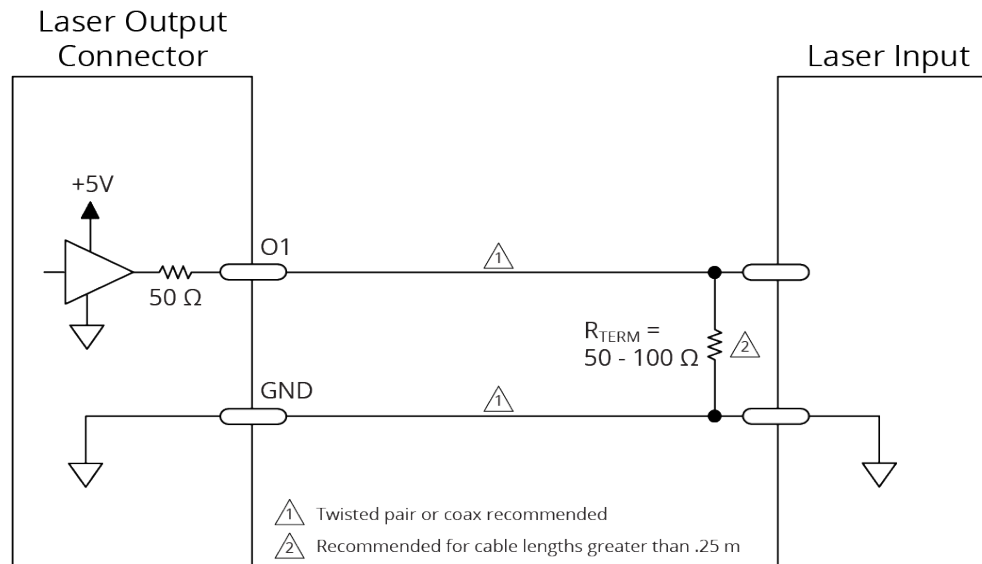 Laser Output
Connector
Laser Input
+5V
O1
1
50 Ω
R_TERM =
50 - 100 Ω
2
GND
1
1 Twisted pair or coax recommended
2 Recommended for cable lengths greater than .25 m